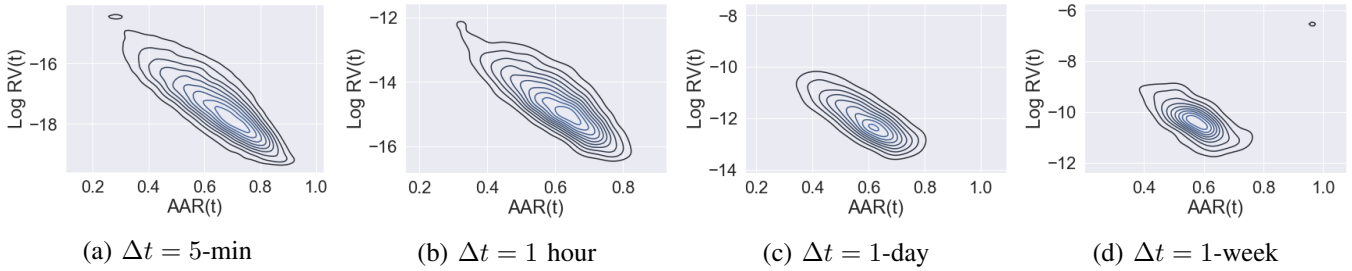 Log RV(t)
−16
−18
0.2 0.4 0.6 0.8 1.0
AAR(t)
(a) Δt = 5-min
Log RV(t)
−12
−14
−16
0.2 0.4 0.6 0.8
AAR(t)
(b) Δt = 1 hour
Log RV(t)
−8
−10
−12
−14
0.2 0.4 0.6 0.8 1.0
AAR(t)
(c) Δt = 1-day
Log RV(t)
−6
−8
−10
−12
0.4 0.6 0.8 1.0
AAR(t)
(d) Δt = 1-week